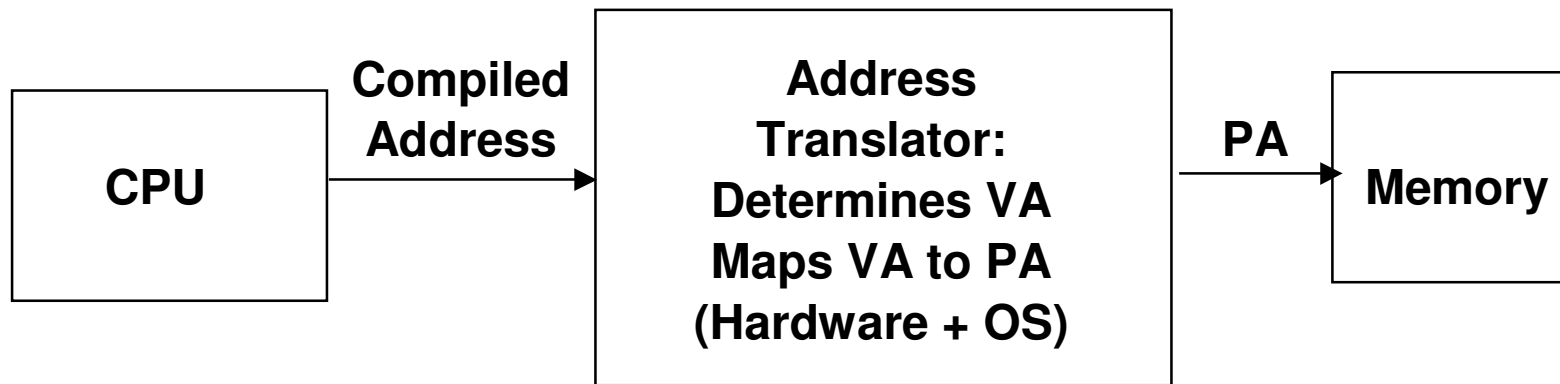 CPU
Compiled
Address
Address
Translator:
Determines VA
Maps VA to PA
(Hardware + OS)
PA
Memory